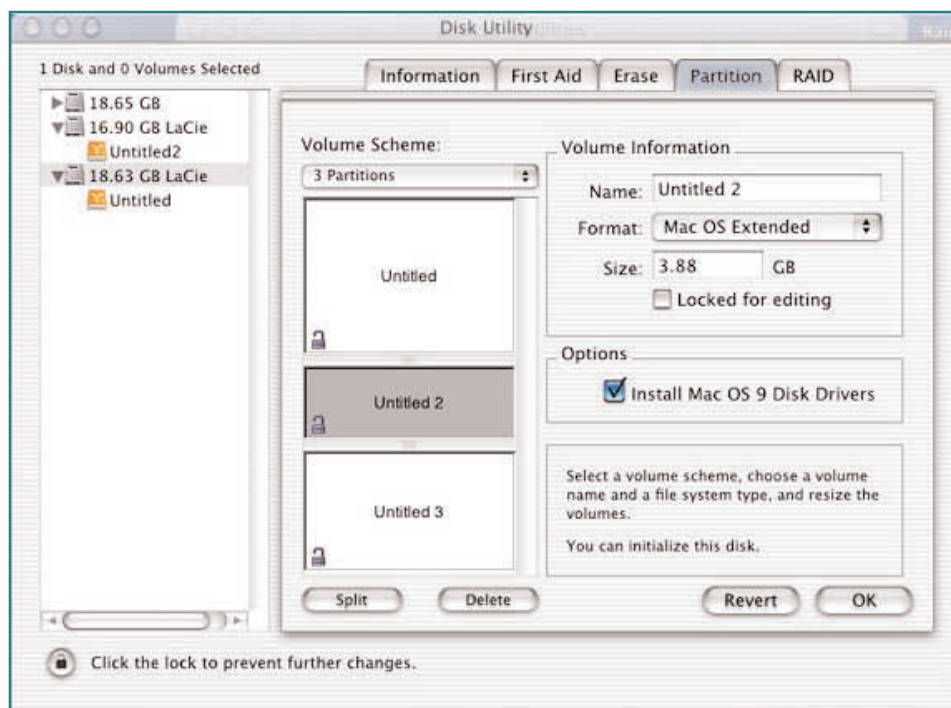 Disk Utility
1 Disk and 0 Volumes Selected
18.65 GB
16.90 GB LaCie
Untitled2
18.63 GB LaCie
Untitled
Information
First Aid
Erase
Partition
RAID
Volume Scheme:
3 Partitions
Untitled
Untitled 2
Untitled 3
Split
Delete
Volume Information
Name: Untitled 2
Format: Mac OS Extended
Size: 3.88 GB
Locked for editing
Options
Install Mac OS 9 Disk Drivers
Select a volume scheme, choose a volume
name and a file system type, and resize the
volumes.
You can initialize this disk.
Revert
OK
Click the lock to prevent further changes.